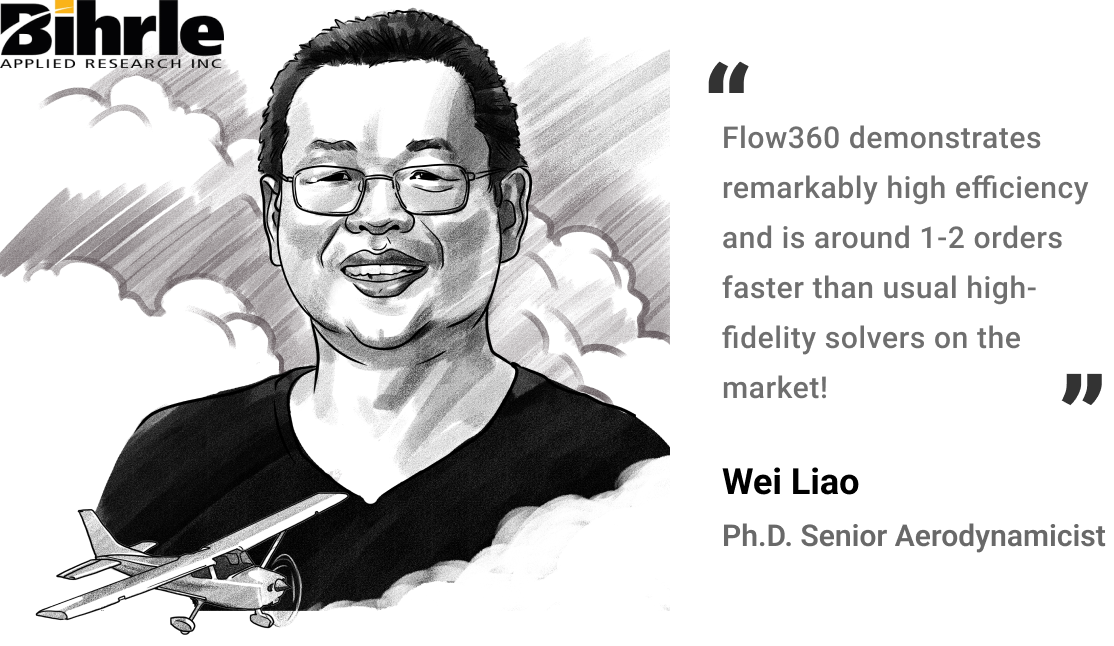 Bihrle
APPLIED RESEARCH INC
“
Flow360 demonstrates
remarkably high efficiency
and is around 1-2 orders
faster than usual high-
fidelity solvers on the
market!
”
Wei Liao
Ph.D. Senior Aerodynamicist